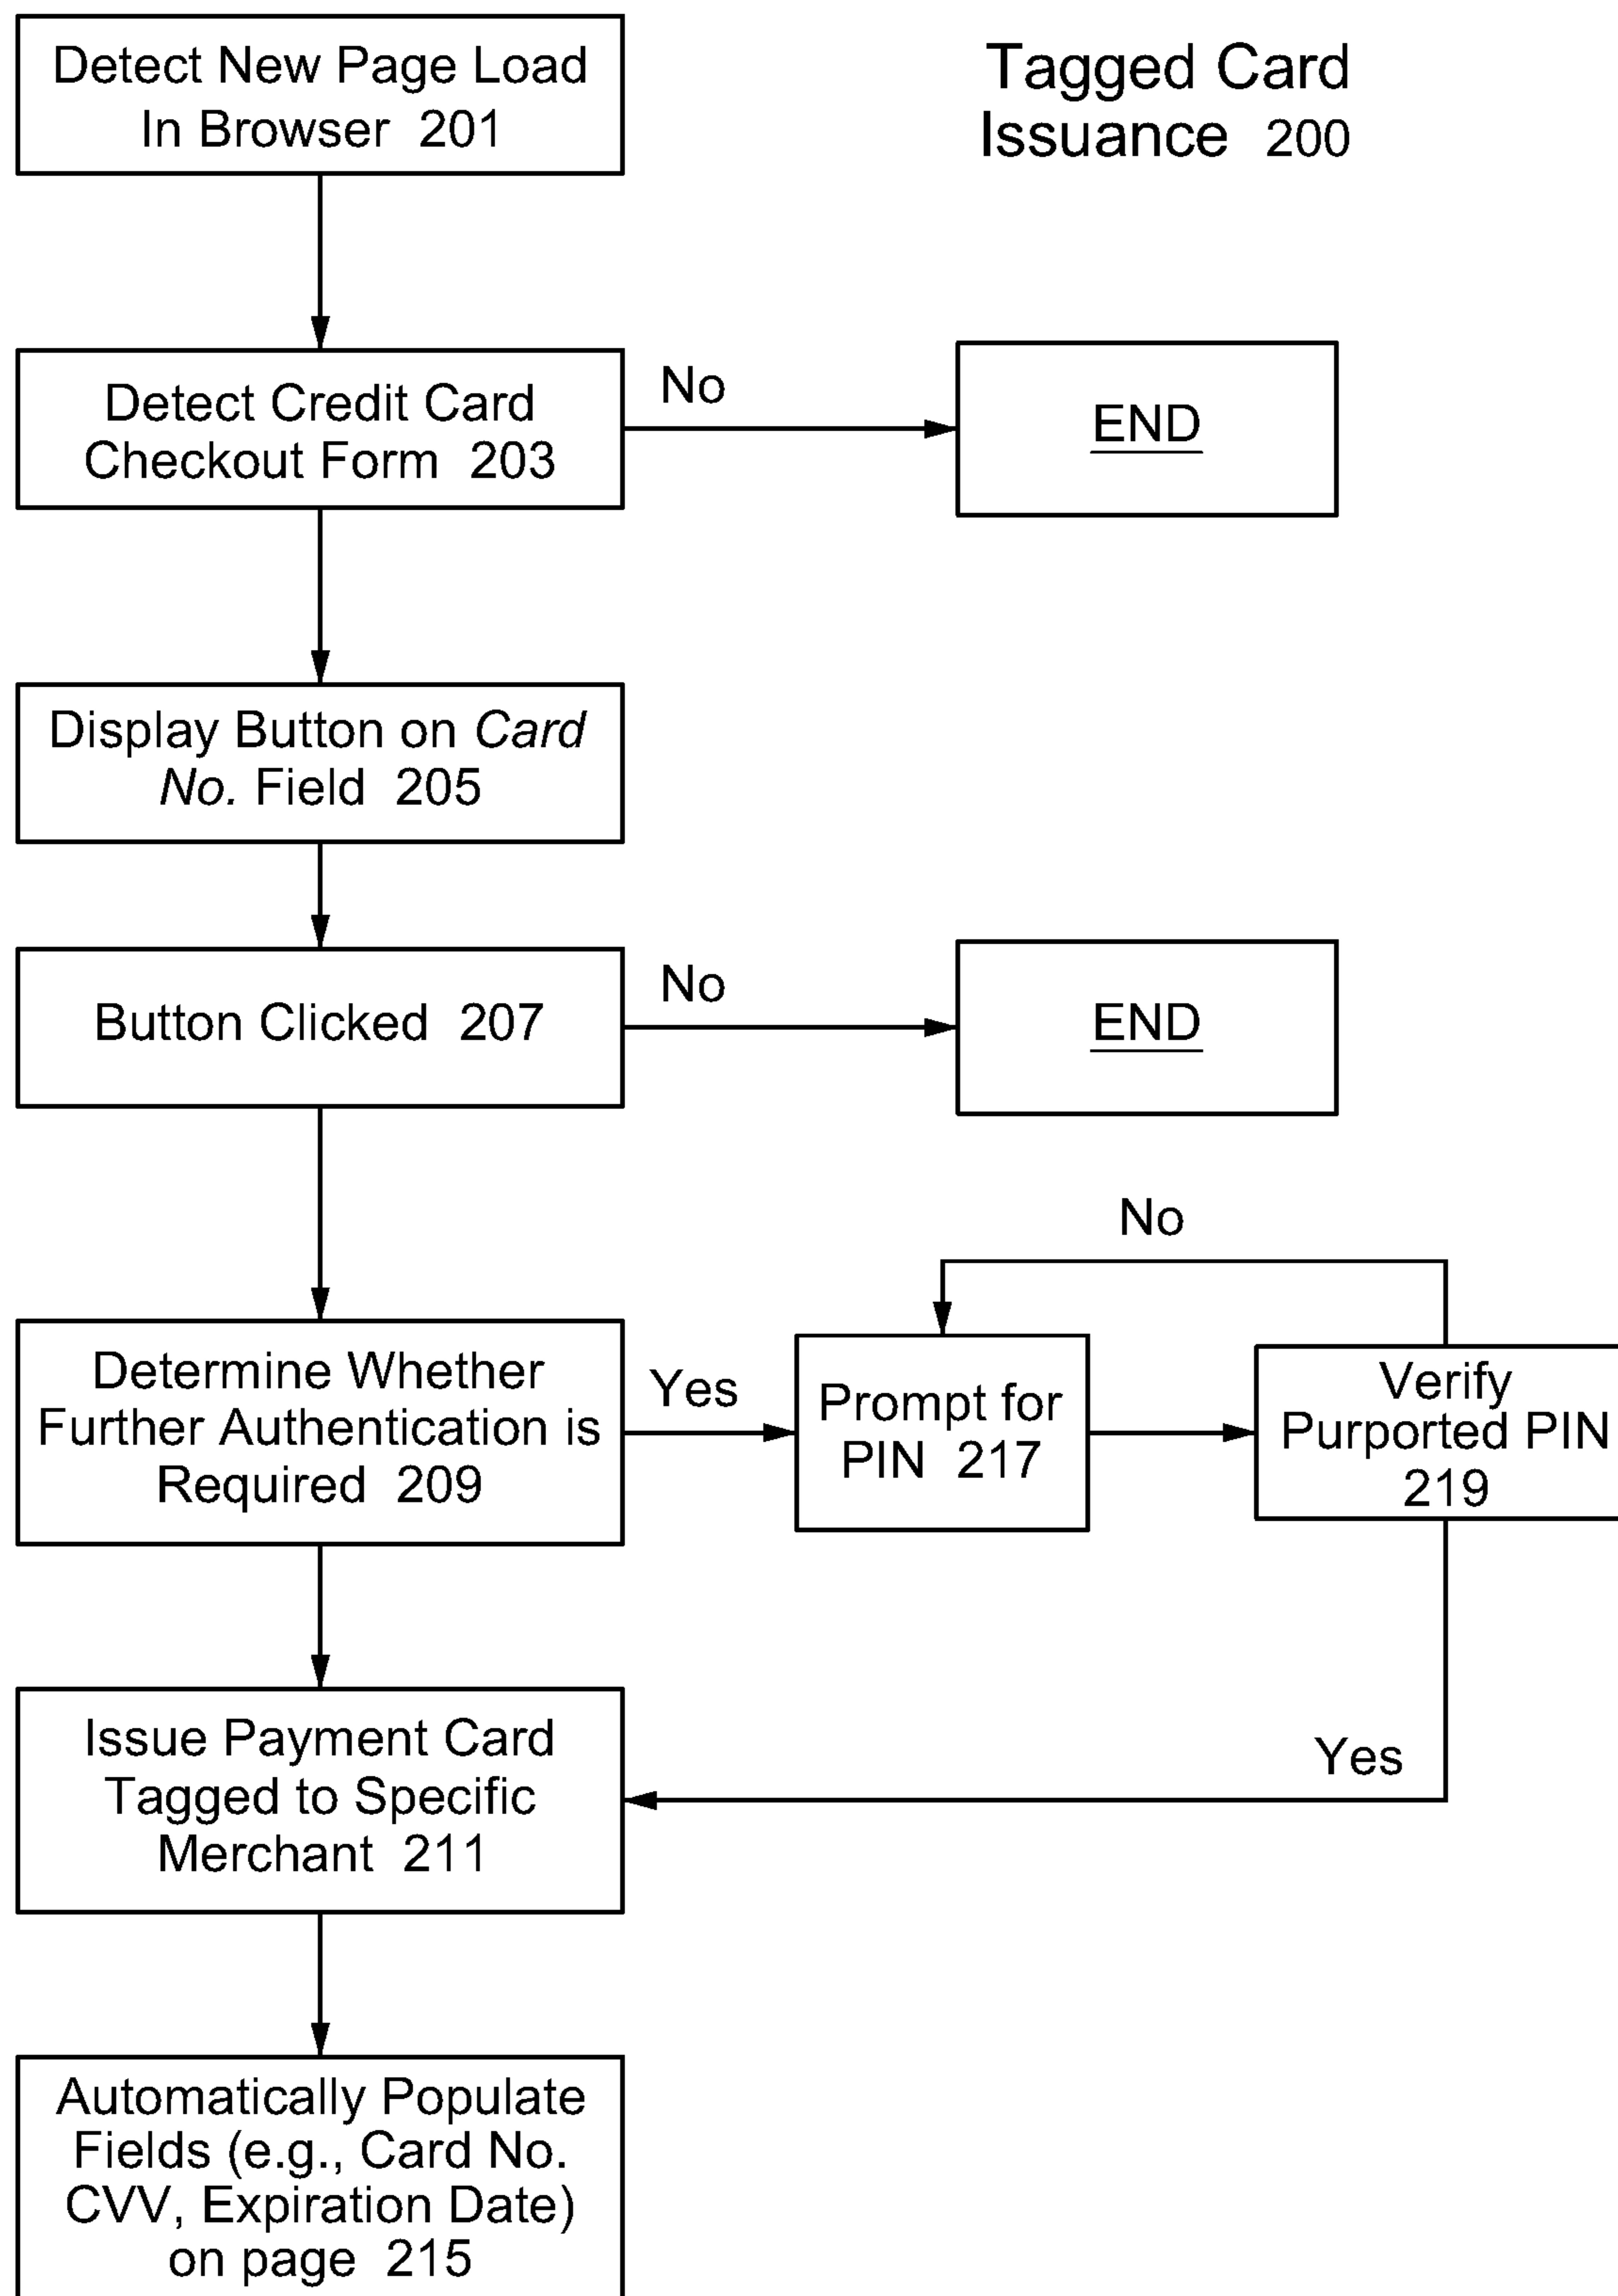 Detect New Page Load
In Browser 201
Tagged Card
Issuance 200
Detect Credit Card
Checkout Form 203
No
END
Display Button on Card
No. Field 205
Button Clicked 207
No
END
No
Determine Whether
Further Authentication is
Required 209
Yes
Prompt for
PIN 217
Verify
Purported PIN
219
Issue Payment Card
Tagged to Specific
Merchant 211
Yes
Automatically Populate
Fields (e.g., Card No.
CVV, Expiration Date)
on page 215